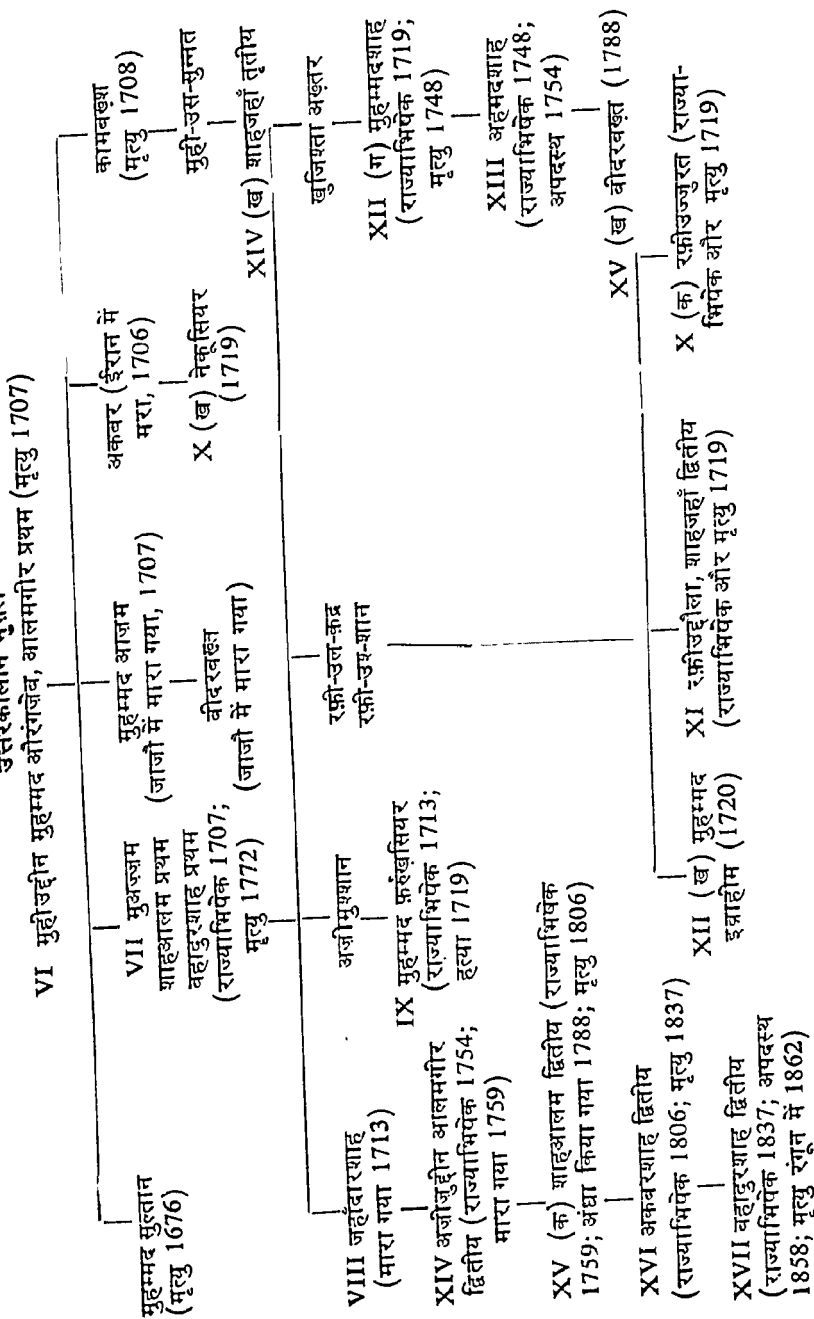 उत्तरकालीन मुग़ल
VI मुहीउद्दीन मुहम्मद औरंगज़ेब, आलमगीर प्रथम (मृत्यु 1707)
मुहम्मद सुल्तान
(मृत्यु 1676)
VII मुअज़्ज़म
शाहआलम प्रथम
बहादुरशाह प्रथम
(राज्याभिषेक 1707;
मृत्यु 1772)
मुहम्मद आज़म
(जाजौ में मारा गया, 1707)
बीदरबख़्त
(जाजौ में मारा गया)
अकबर (ईरान में
मरा, 1706)
X (ख) नेकूसियर
(1719)
कामबख़्श
(मृत्यु 1708)
मुही-उस-सुन्नत
XIV (ख) शाहजहाँ तृतीय
VIII जहाँदारशाह
(मारा गया 1713)
XIV अज़ीजुद्दीन आलमगीर
द्वितीय (राज्याभिषेक 1754;
मारा गया 1759)
XV (क) शाहआलम द्वितीय (राज्याभिषेक
1759; अंधा किया गया 1788; मृत्यु 1806)
XVI अकबरशाह द्वितीय
(राज्याभिषेक 1806; मृत्यु 1837)
XVII बहादुरशाह द्वितीय
(राज्याभिषेक 1837; अपदस्थ
1858; मृत्यु रंगून में 1862)
अज़ीमुश्शान
IX मुहम्मद फ़र्रुख़सियर
(राज्याभिषेक 1713;
हत्या 1719)
रफ़ी-उल-क़द्र
रफ़ी-उश-शान
ख़ुजिश्ता अख़्तर
XII (ग) मुहम्मदशाह
(राज्याभिषेक 1719;
मृत्यु 1748)
XIII अहमदशाह
(राज्याभिषेक 1748;
अपदस्थ 1754)
XV (ख) बीदरबख़्त (1788)
XII (ख) मुहम्मद
इब्राहीम (1720)
XI रफ़ीउद्दौला, शाहजहाँ द्वितीय
(राज्याभिषेक और मृत्यु 1719)
X (क) रफ़ीउज्जुरत (राज्या-
भिषेक और मृत्यु 1719)